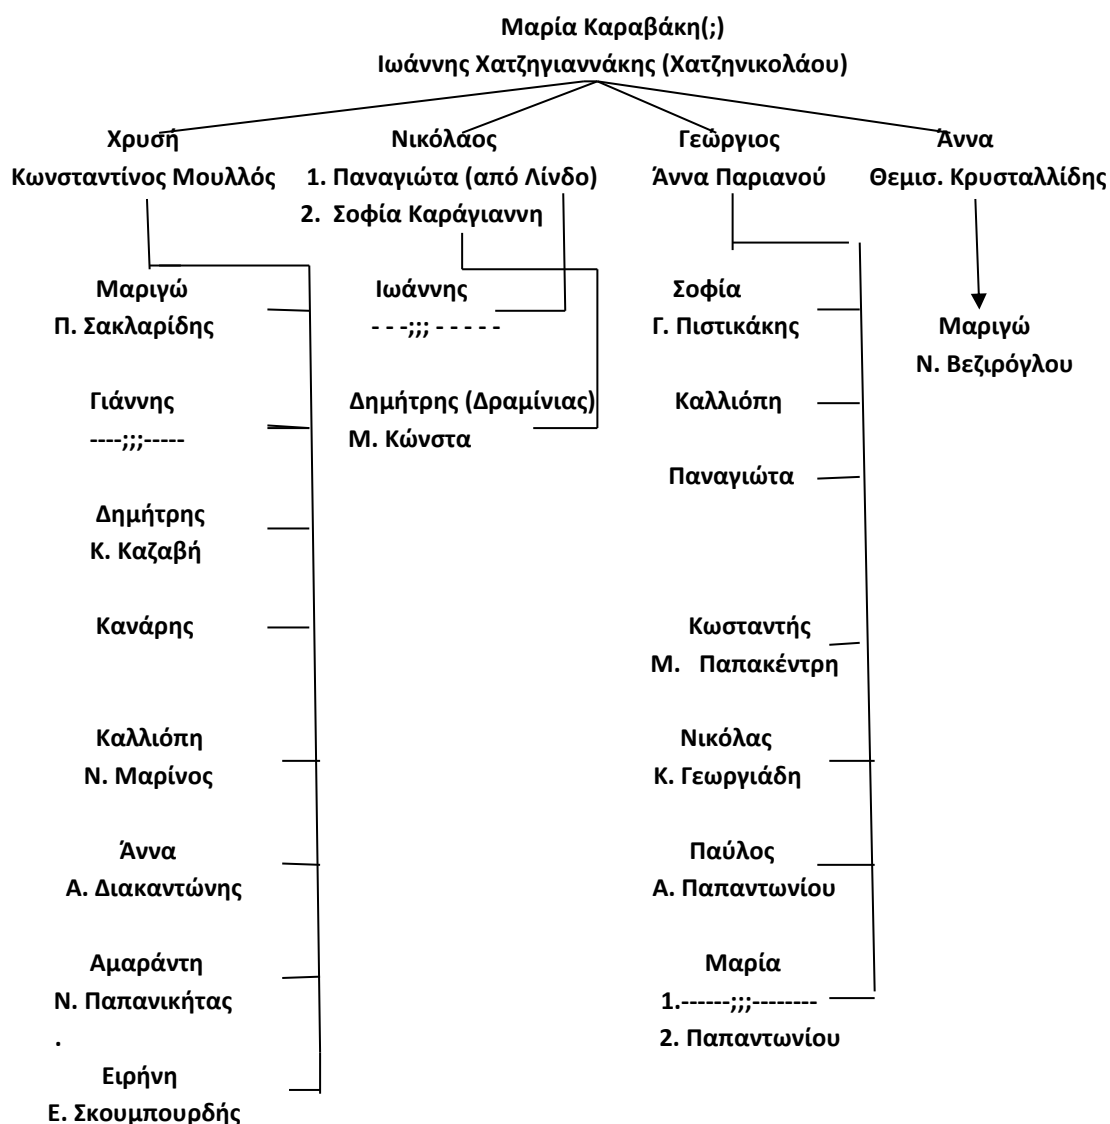 Μαρία Καραβάκη(;)
Ιωάννης Χατζηγιαννάκης (Χατζηνικολάου)
Χρυσή
Κωνσταντίνος Μουλλός
Νικόλαος
1. Παναγιώτα (από Λίνδο)
2. Σοφία Καράγιαννη
Γεώργιος
Άννα Παριανού
Άννα
Θεμισ. Κρυσταλλίδης
Μαριγώ
Π. Σακλαρίδης
Γιάννης
----;;;-----
Δημήτρης
Κ. Καζαβή
Κανάρης
Καλλιόπη
Ν. Μαρίνος
Άννα
Α. Διακαντώνης
Αμαράντη
Ν. Παπανικήτας
.
Ειρήνη
Ε. Σκουμπουρδής
Ιωάννης
- - -;;; - - - - -
Δημήτρης (Δραμίνιας)
Μ. Κώνστα
Σοφία
Γ. Πιστικάκης
Καλλιόπη
Παναγιώτα
Κωσταντής
Μ. Παπακέντρη
Νικόλας
Κ. Γεωργιάδη
Παύλος
Α. Παπαντωνίου
Μαρία
1.------;;;--------
2. Παπαντωνίου
Μαριγώ
Ν. Βεζιρόγλου